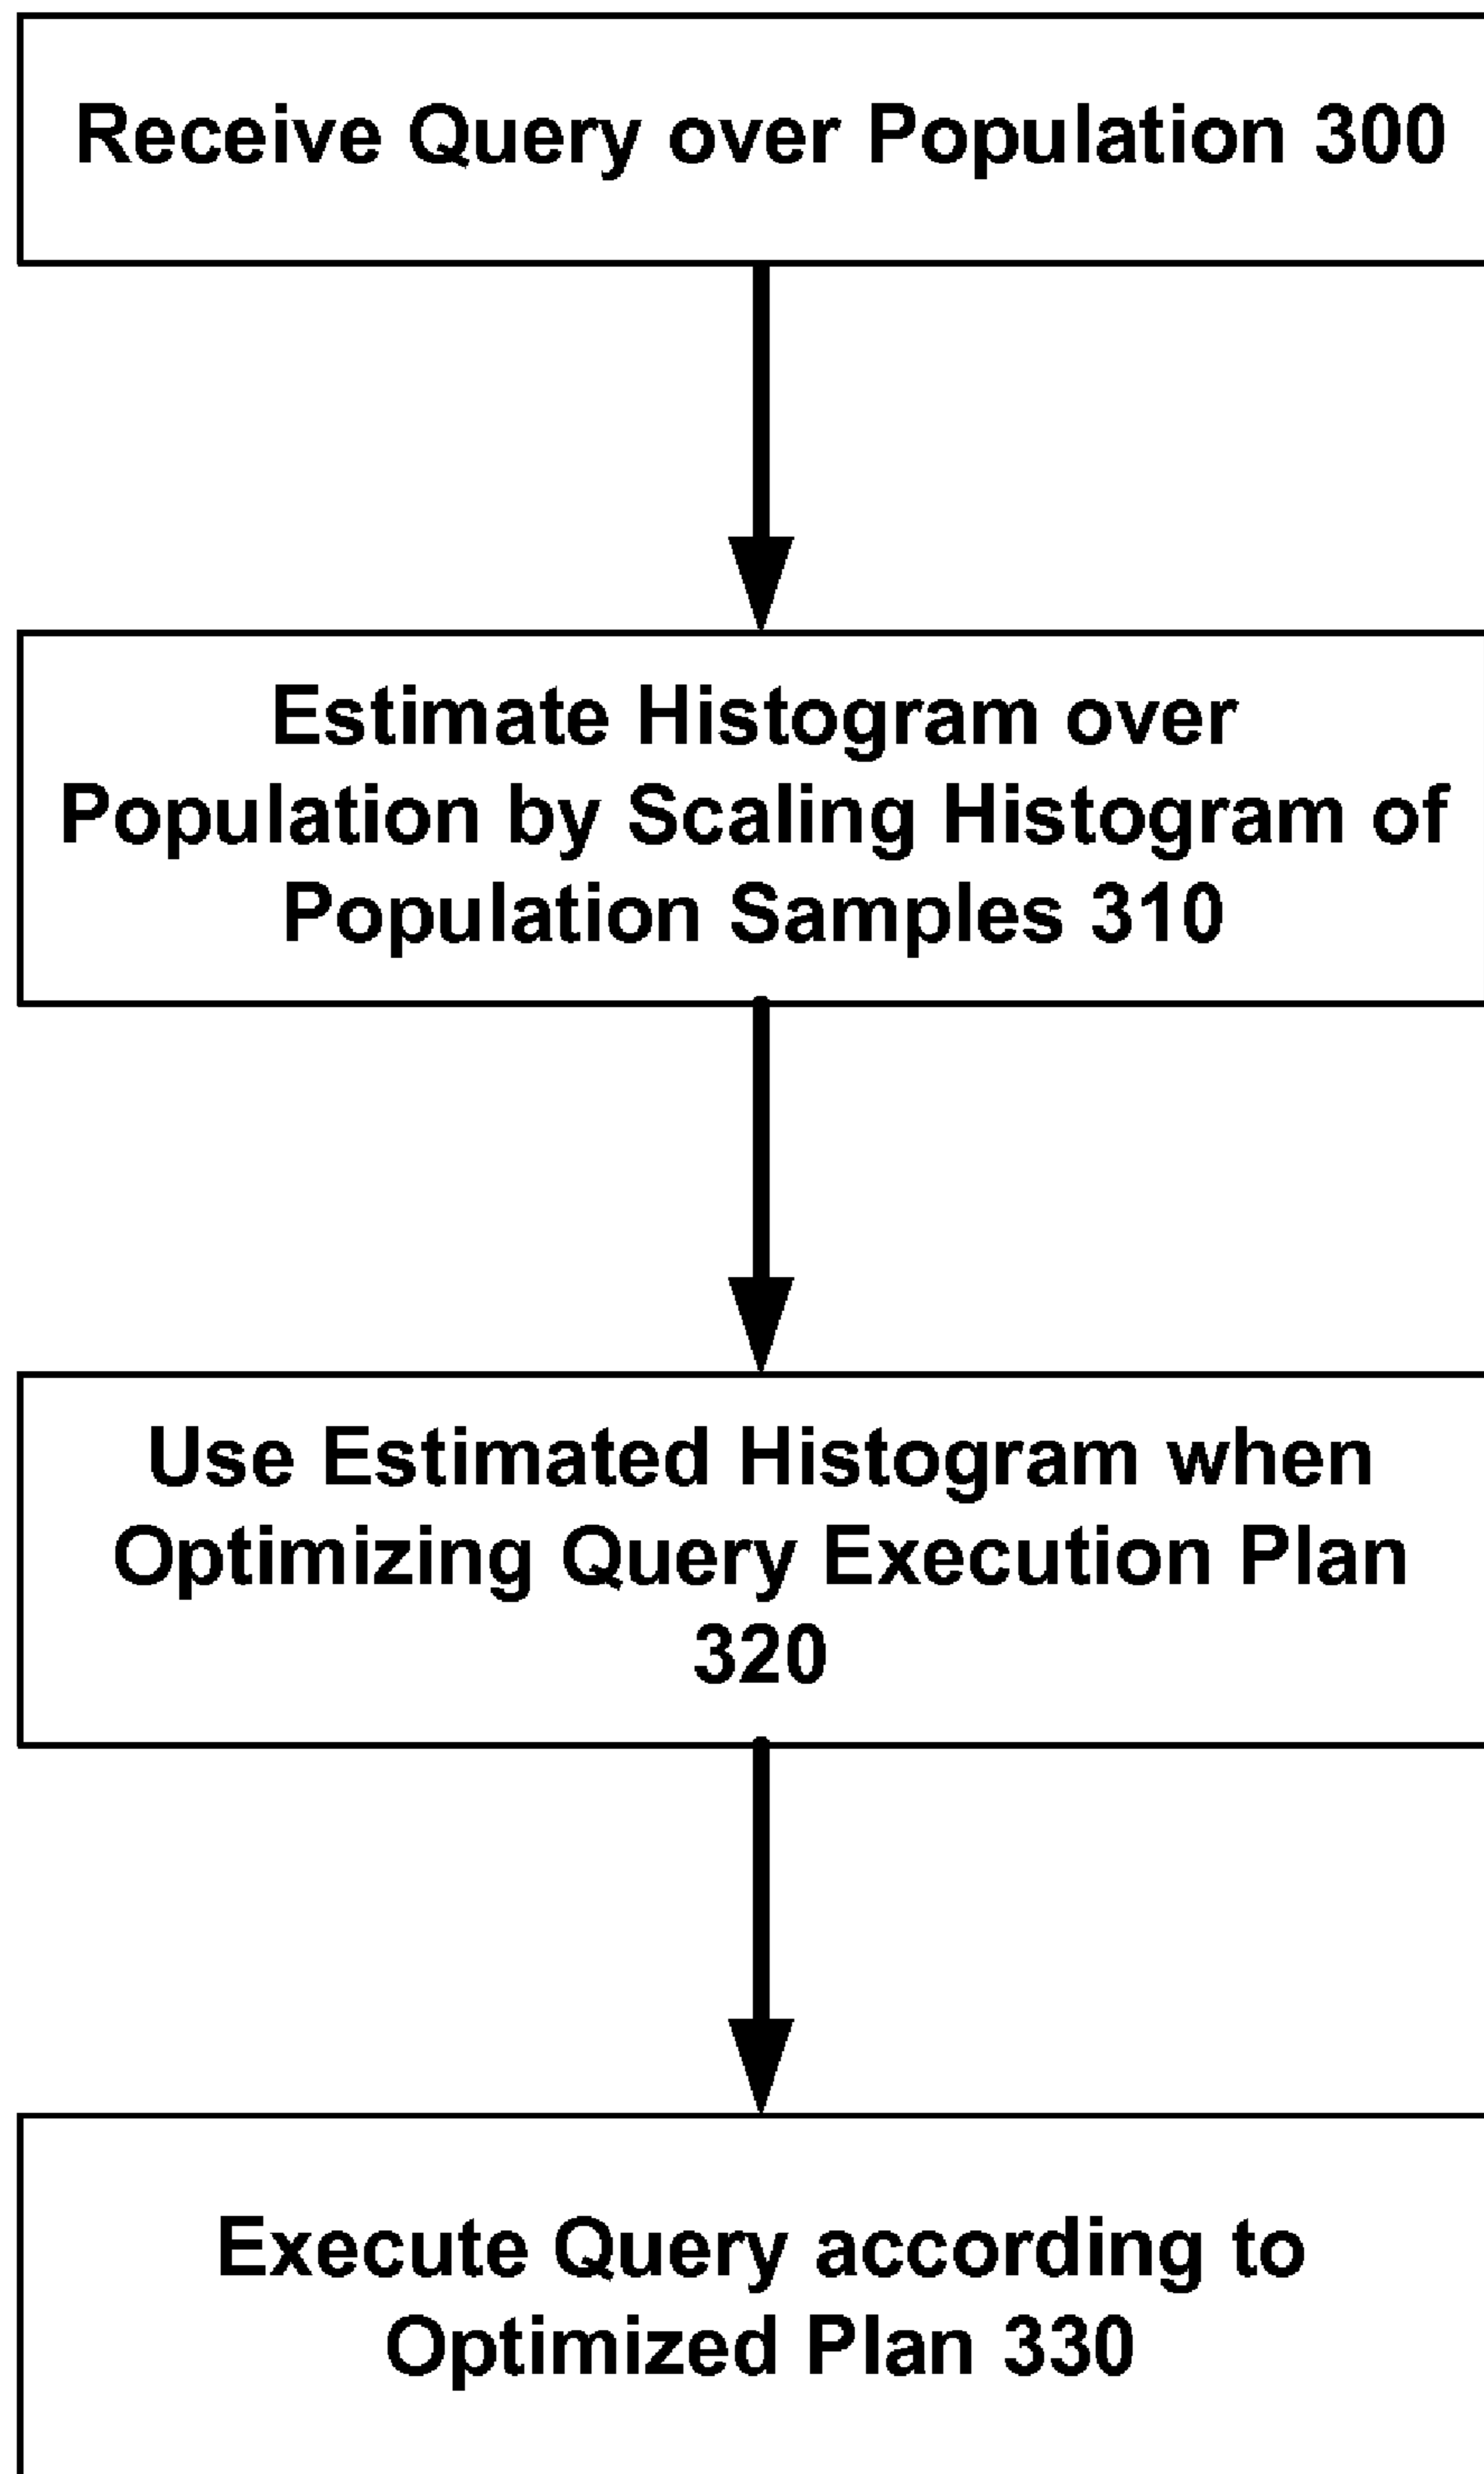 Receive Query over Population 300
Estimate Histogram over
Population by Scaling Histogram of
Population Samples 310
Use Estimated Histogram when
Optimizing Query Execution Plan
320
Execute Query according to
Optimized Plan 330